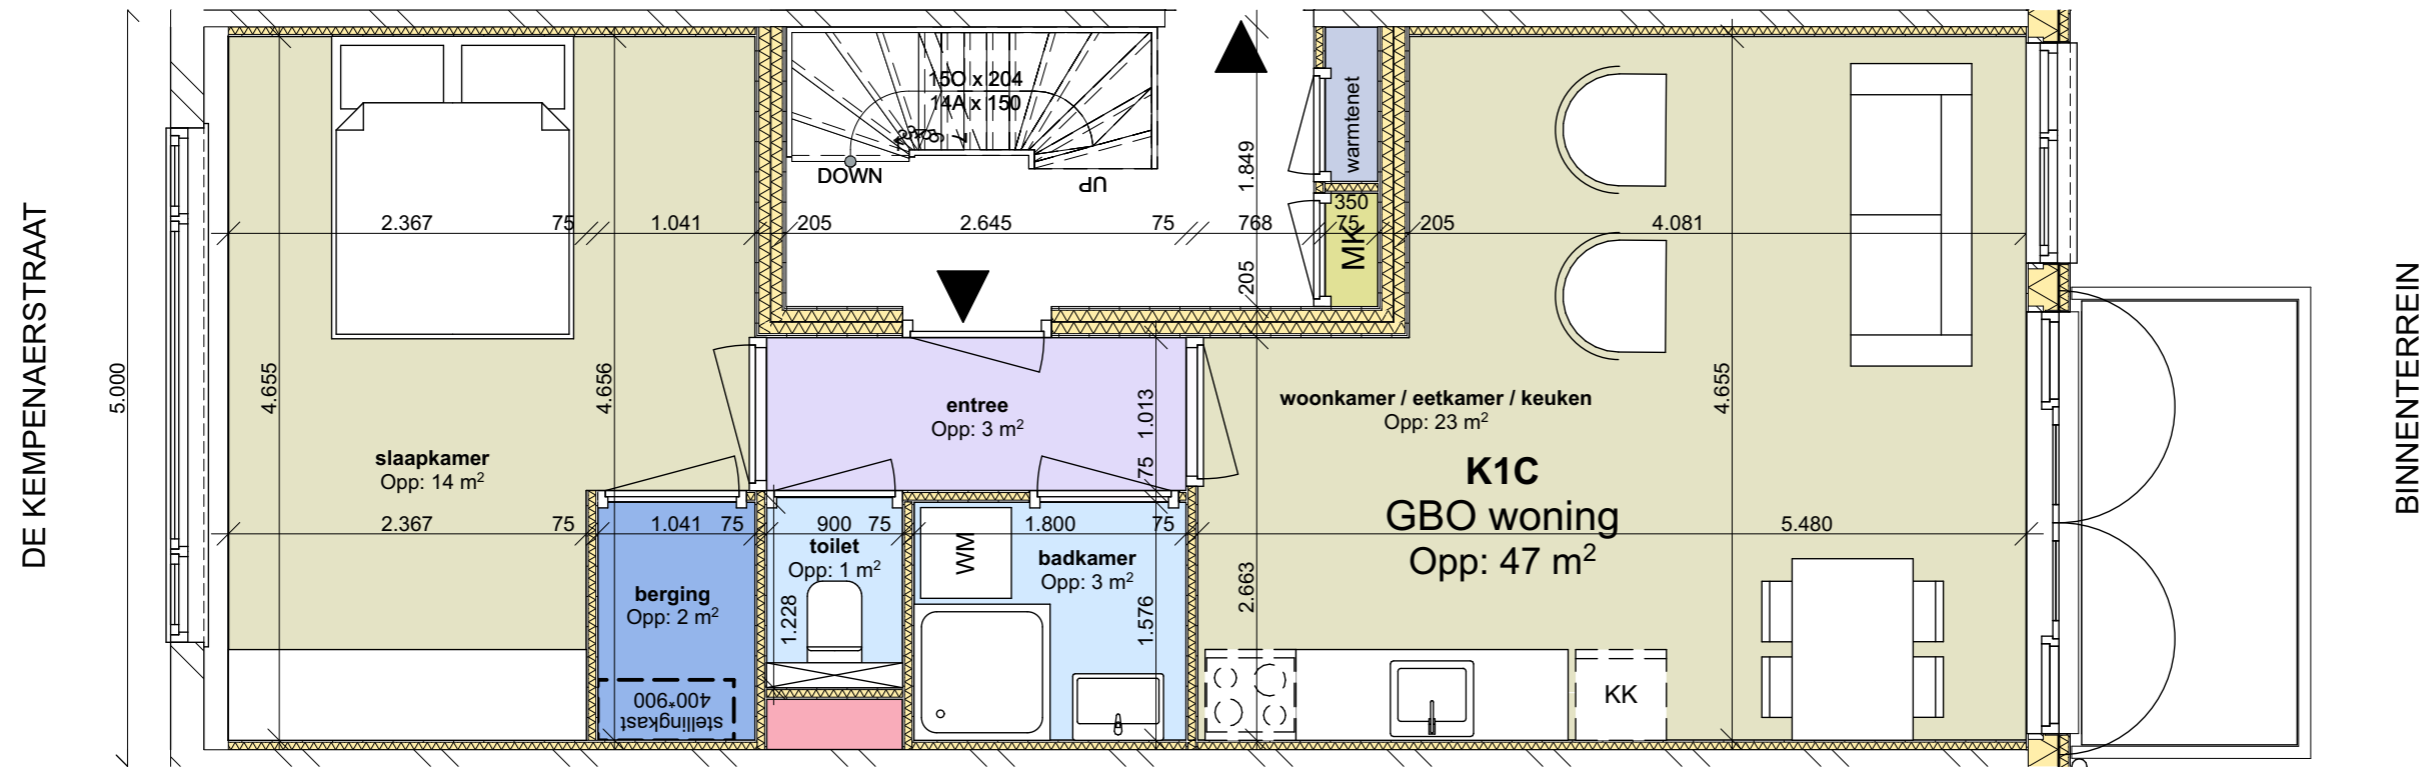 DE KEMPENAERSTRAAT
5.000
4.655
2.367
75
1.041
4.656
slaapkamer
Opp: 14 m²
2.367
75
1.041
75
berging
Opp: 2 m²
stellingkast
400*900
15O x 204
14A x 150
DOWN
UP
205
2.645
75
768
75
205
1.849
205
warmtenet
350
MK
entree
Opp: 3 m²
1.013
75
900
75
toilet
Opp: 1 m²
1.228
WM
1.800
75
badkamer
Opp: 3 m²
1.576
2.663
4.081
4.655
woonkamer / eetkamer / keuken
Opp: 23 m²
K1C
GBO woning
Opp: 47 m²
5.480
KK
BINNENTERREIN